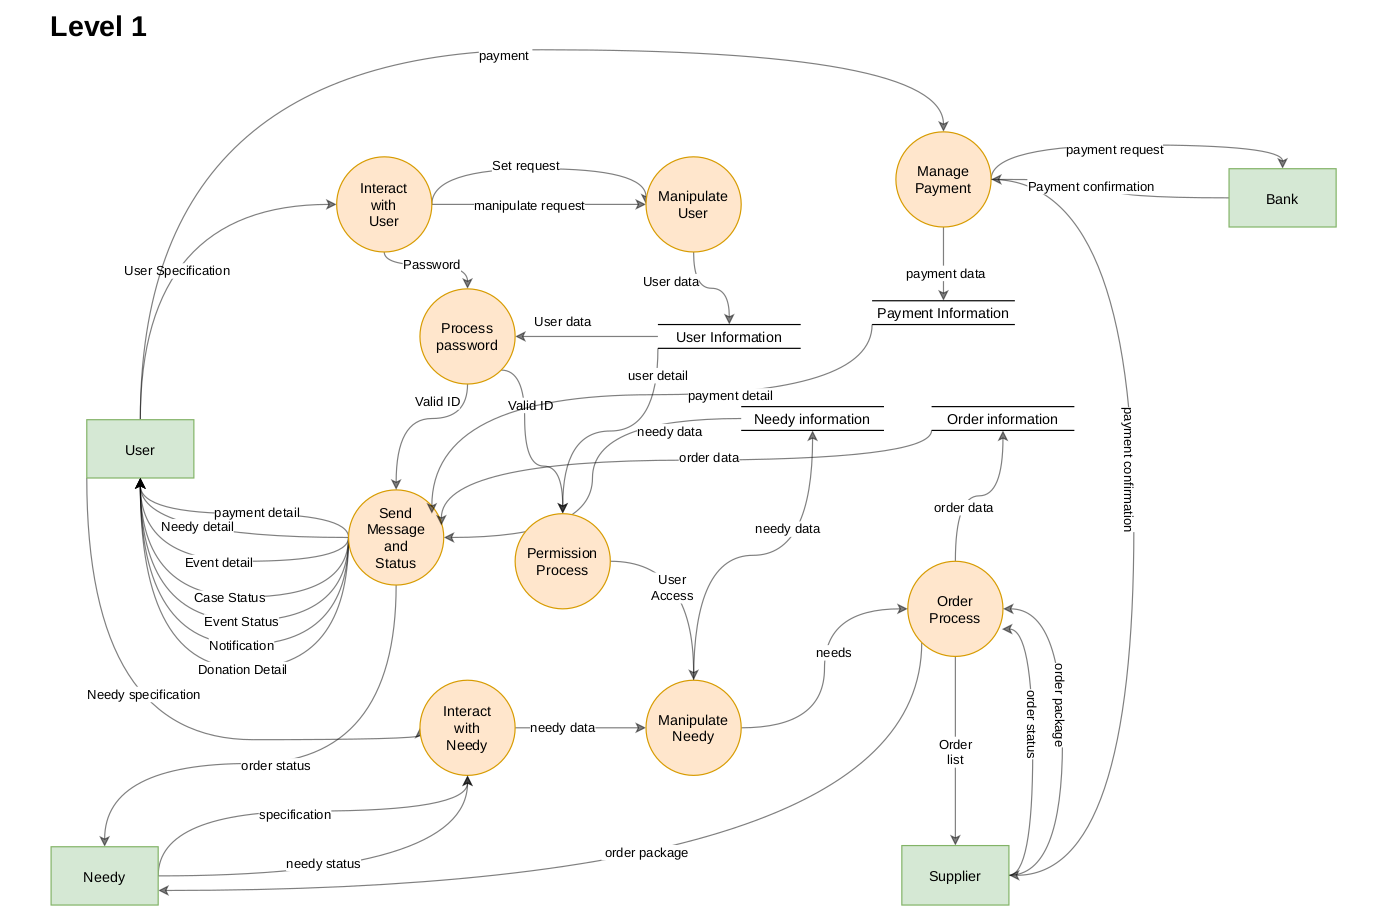 Level 1
payment
payment request
Payment confirmation
Manage
Payment
Bank
Set request
manipulate request
Interact
with
User
Manipulate
User
User Specification
Password
User data
payment data
Payment Information
Process
password
User data
User Information
user detail
payment detail
Valid ID
Valid ID
Needy information
Order information
needy data
order data
payment confirmation
User
payment detail
Needy detail
Event detail
Case Status
Event Status
Notification
Donation Detail
Send
Message
and
Status
Permission
Process
needy data
order data
User
Access
Order
Process
needs
Needy specification
order status
Interact
with
Needy
needy data
Manipulate
Needy
Order
list
order status
order package
specification
needy status
order package
Needy
Supplier